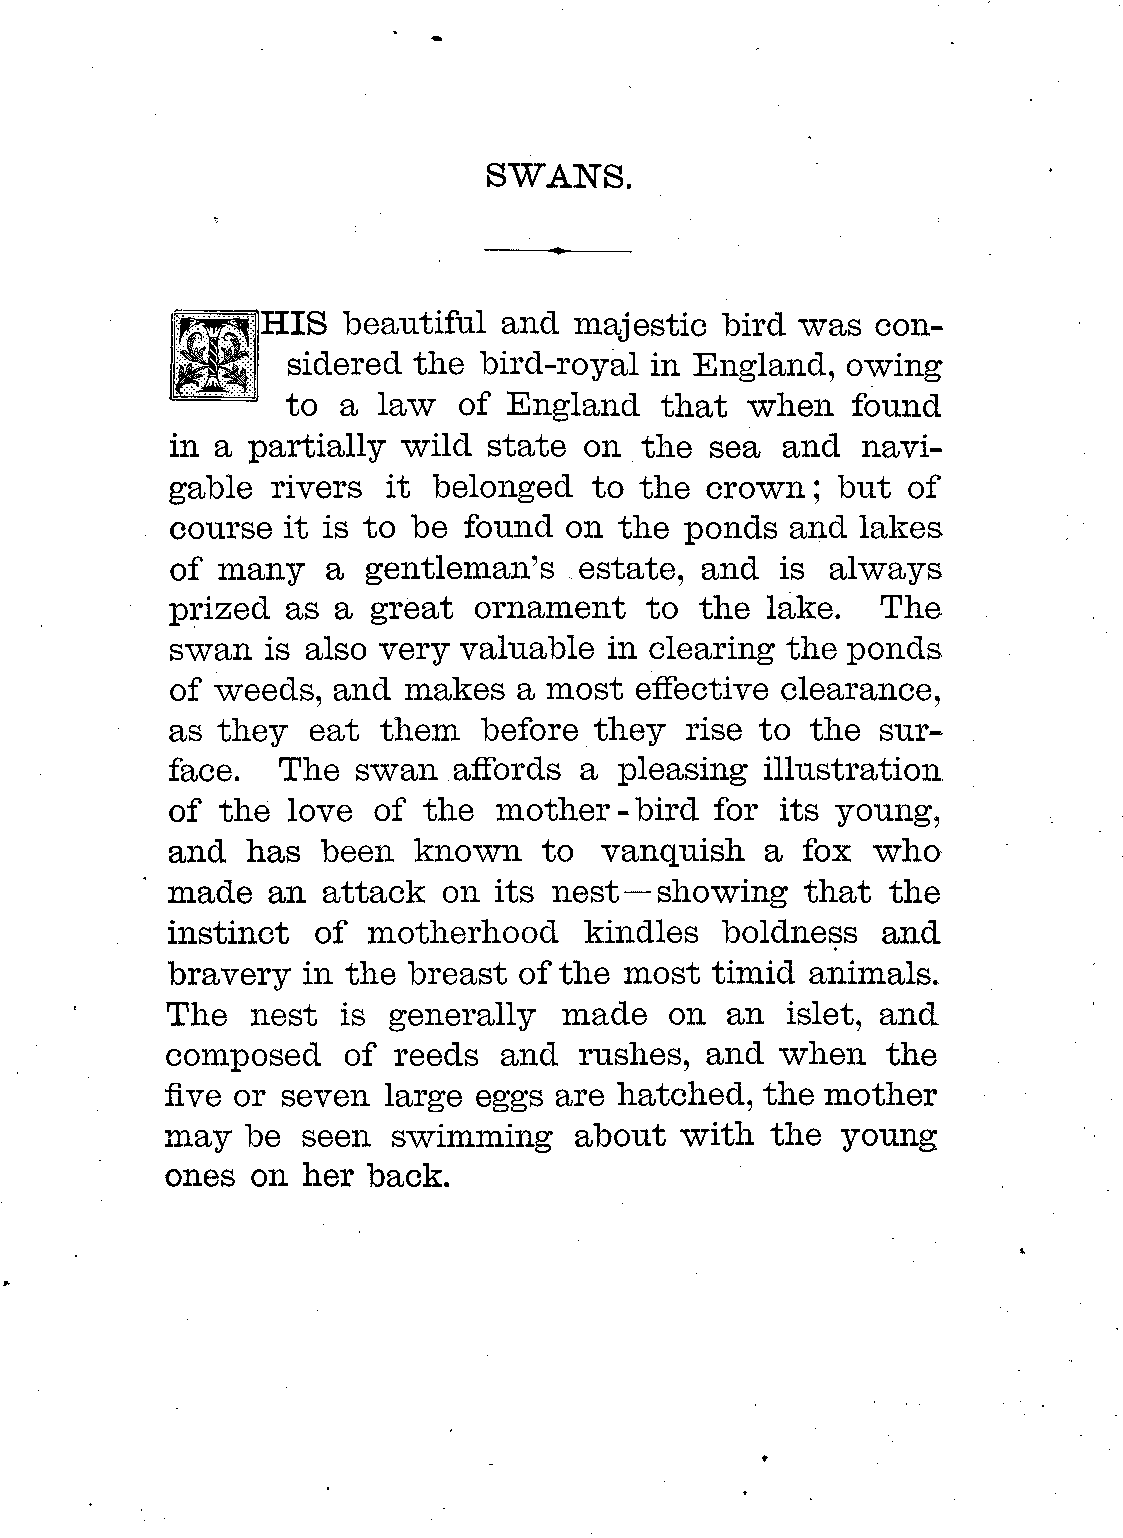 SWANS.
THIS beautiful and majestic bird was con-
sidered the bird-royal in England, owing
to a law of England that when found
in a partially wild state on the sea and navi-
gable rivers it belonged to the crown; but of
course it is to be found on the ponds and lakes
of many a gentleman's estate, and is always
prized as a great ornament to the lake. The
swan is also very valuable in clearing the ponds
of weeds, and makes a most effective clearance,
as they eat them before they rise to the sur-
face. The swan affords a pleasing illustration
of the love of the mother-bird for its young,
and has been known to vanquish a fox who
made an attack on its nest—showing that the
instinct of motherhood kindles boldness and
bravery in the breast of the most timid animals.
The nest is generally made on an islet, and
composed of reeds and rushes, and when the
five or seven large eggs are hatched, the mother
may be seen swimming about with the young
ones on her back.